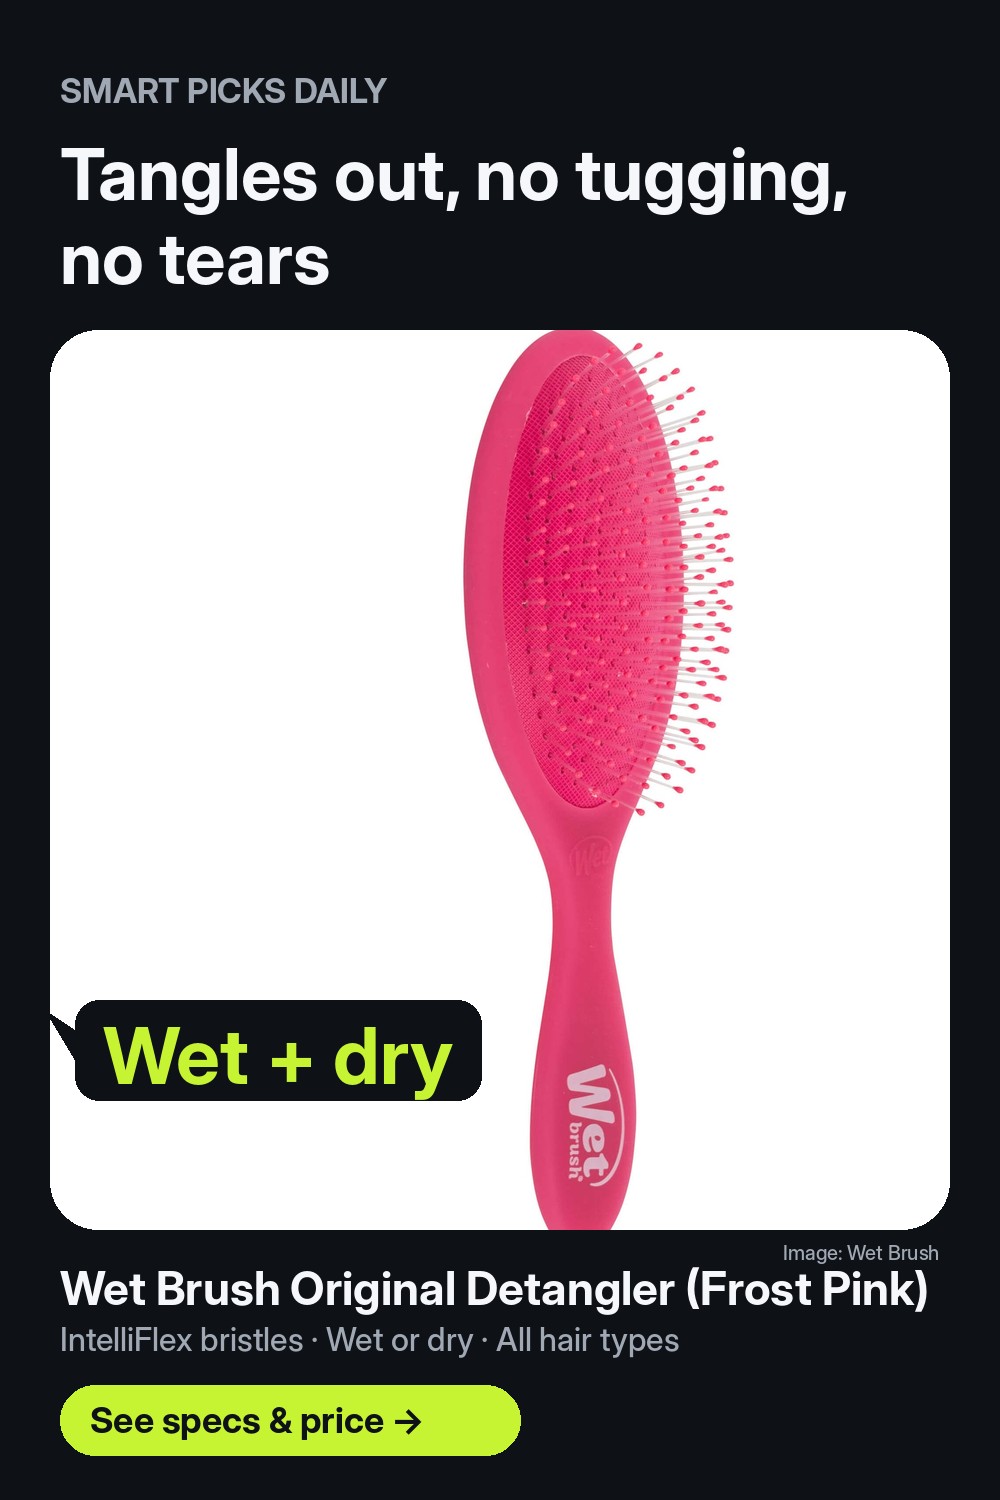 SMART PICKS DAILY
Tangles out, no tugging,
no tears
Wet
Wet + dry
Wet
brush®
Image: Wet Brush
Wet Brush Original Detangler (Frost Pink)
IntelliFlex bristles · Wet or dry · All hair types
See specs & price →